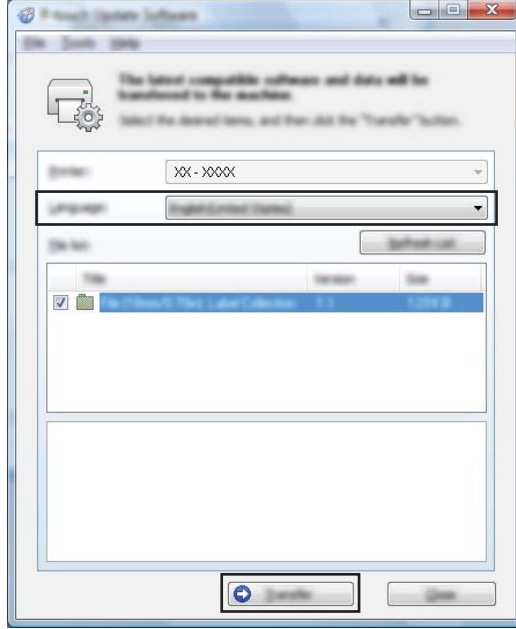 P-touch Update Software
File Tools Help
The latest compatible software and data will be
transferred to the machine.
Select the desired items, and then click the "Transfer" button.
Printer:
XX - XXXX
Language:
English(United States)
File list:
Refresh List
Title Version Size
Label Collection 1.1
Transfer Close